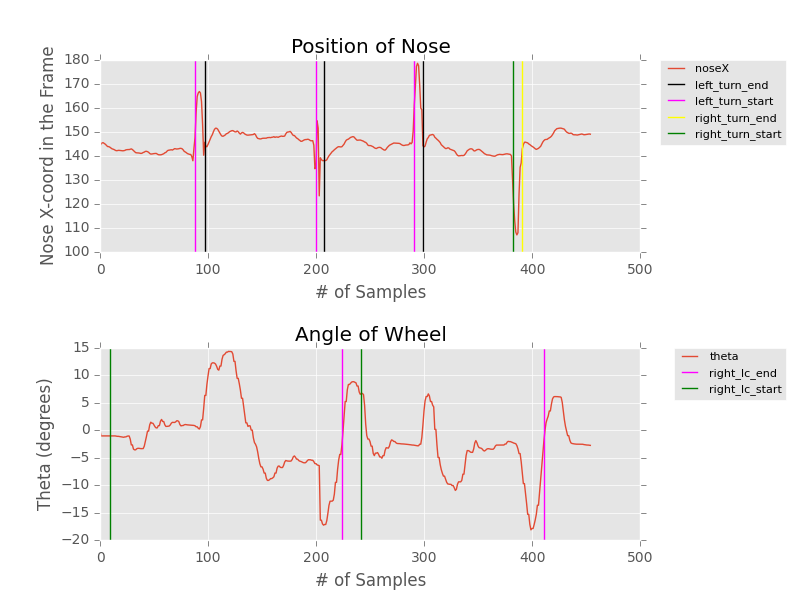 Position of Nose
Nose X-coord in the Frame
180
170
160
150
140
130
120
110
100
0 100 200 300 400 500
# of Samples
noseX
left_turn_end
left_turn_start
right_turn_end
right_turn_start
Angle of Wheel
Theta (degrees)
15
10
5
0
−5
−10
−15
−20
0 100 200 300 400 500
# of Samples
theta
right_lc_end
right_lc_start